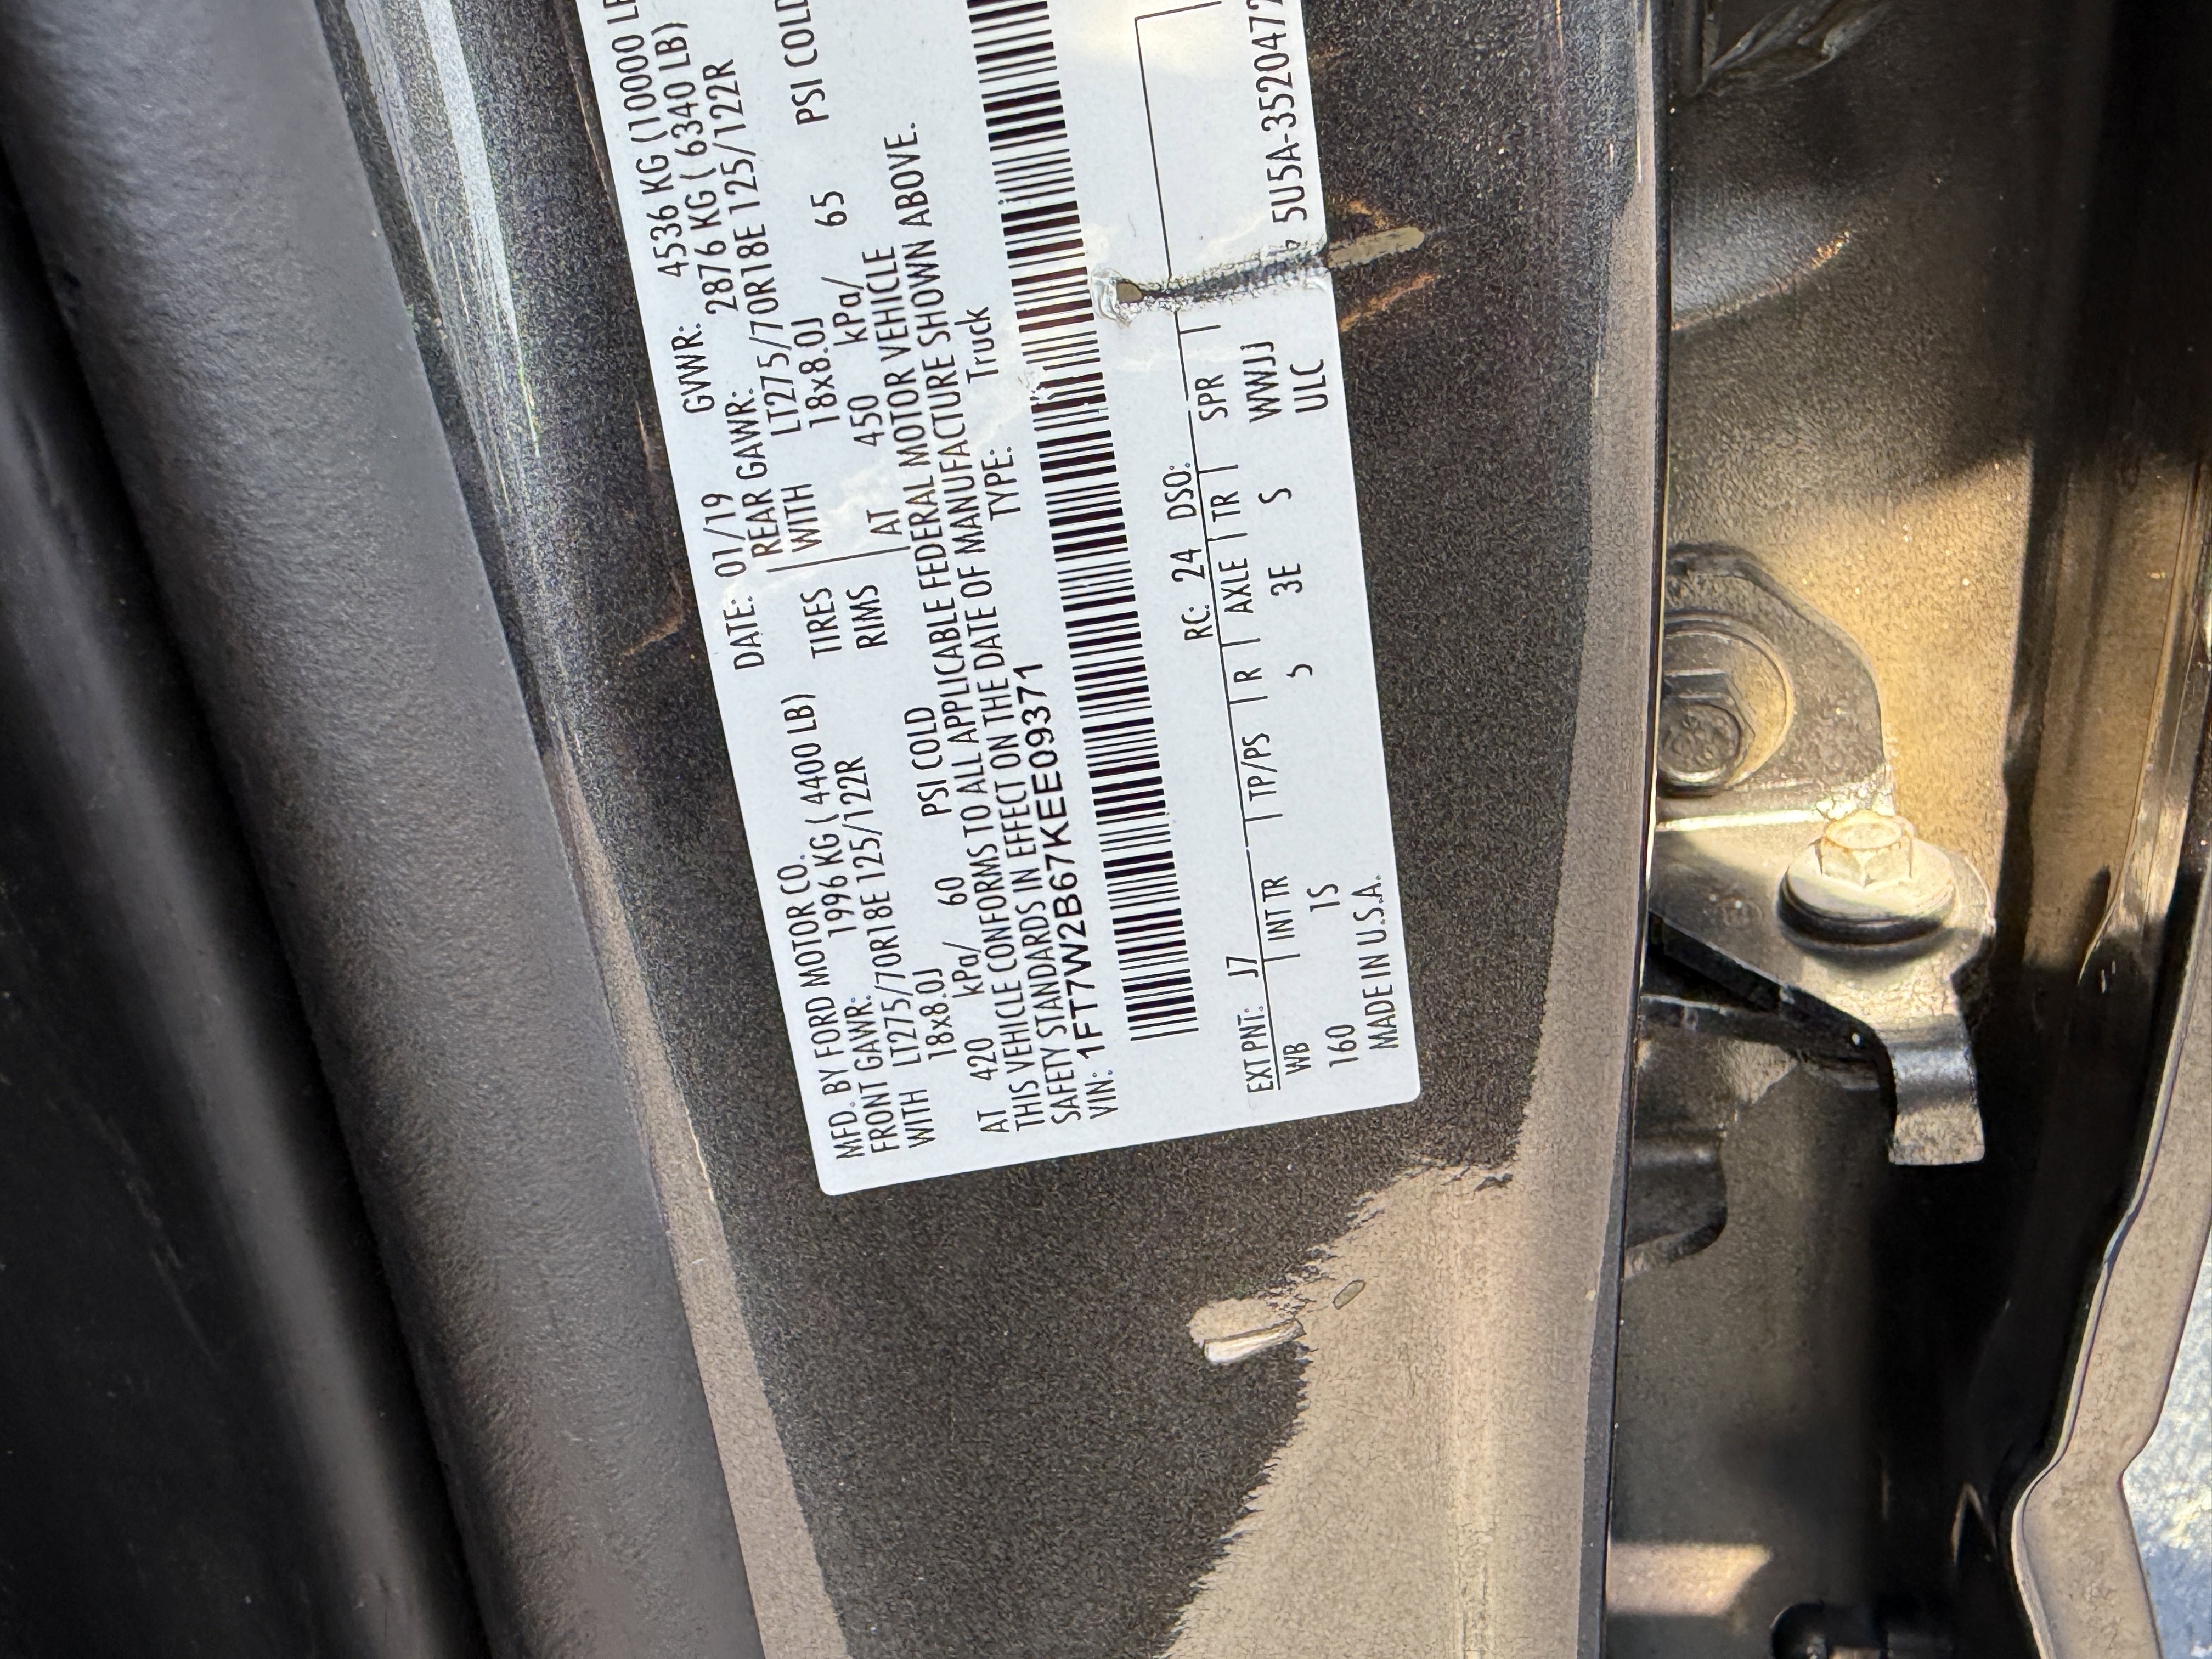 MFD. BY FORD MOTOR CO.
DATE: 01/19 GVWR: 4536 KG (10000 LB
FRONT GAWR: 1996 KG ( 4400 LB)
REAR GAWR: 2876 KG ( 6340 LB)
WITH LT275/70R18E 125/122R TIRES WITH LT275/70R18E 125/122R
18x8.0J RIMS 18x8.0J
AT 420 kPa/ 60 PSI COLD AT 450 kPa/ 65 PSI COLD
THIS VEHICLE CONFORMS TO ALL APPLICABLE FEDERAL MOTOR VEHICLE
SAFETY STANDARDS IN EFFECT ON THE DATE OF MANUFACTURE SHOWN ABOVE.
VIN: 1FT7W2B67KEE09371 TYPE: Truck
EXT PNT: J7 RC: 24 DSO:
WB INT TR TP/PS R AXLE TR SPR
160 1S 5 3E S WWJJ
MADE IN U.S.A. ULC
5U5A-3520472